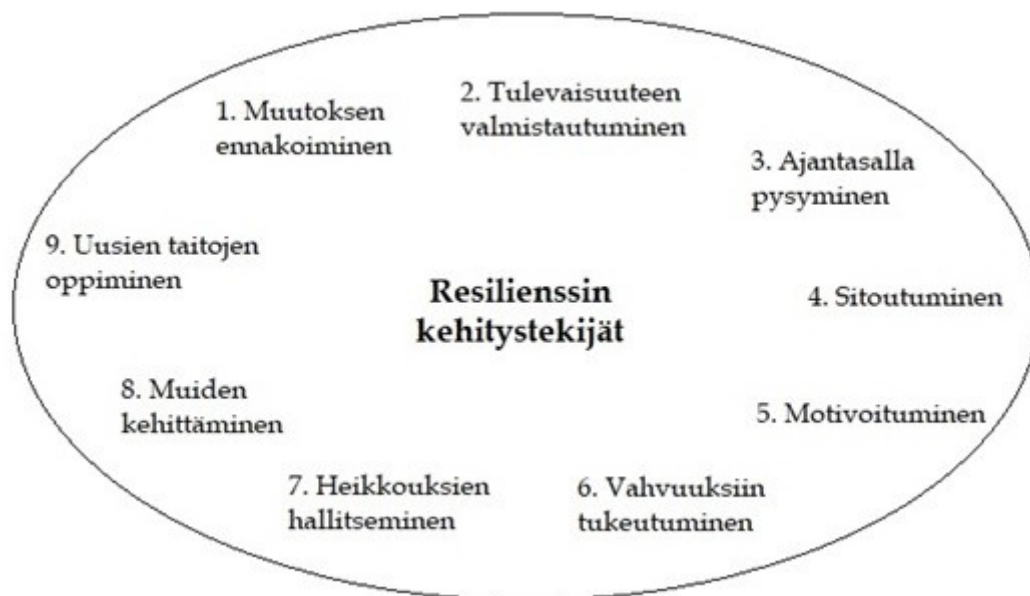 1. Muutoksen
ennakoiminen
2. Tulevaisuuteen
valmistautuminen
3. Ajantasalla
pysyminen
4. Sitoutuminen
5. Motivoituminen
6. Vahvuuksiin
tukeutuminen
7. Heikkouksien
hallitseminen
8. Muiden
kehittäminen
9. Uusien taitojen
oppiminen
Resilienssin
kehitystekijät